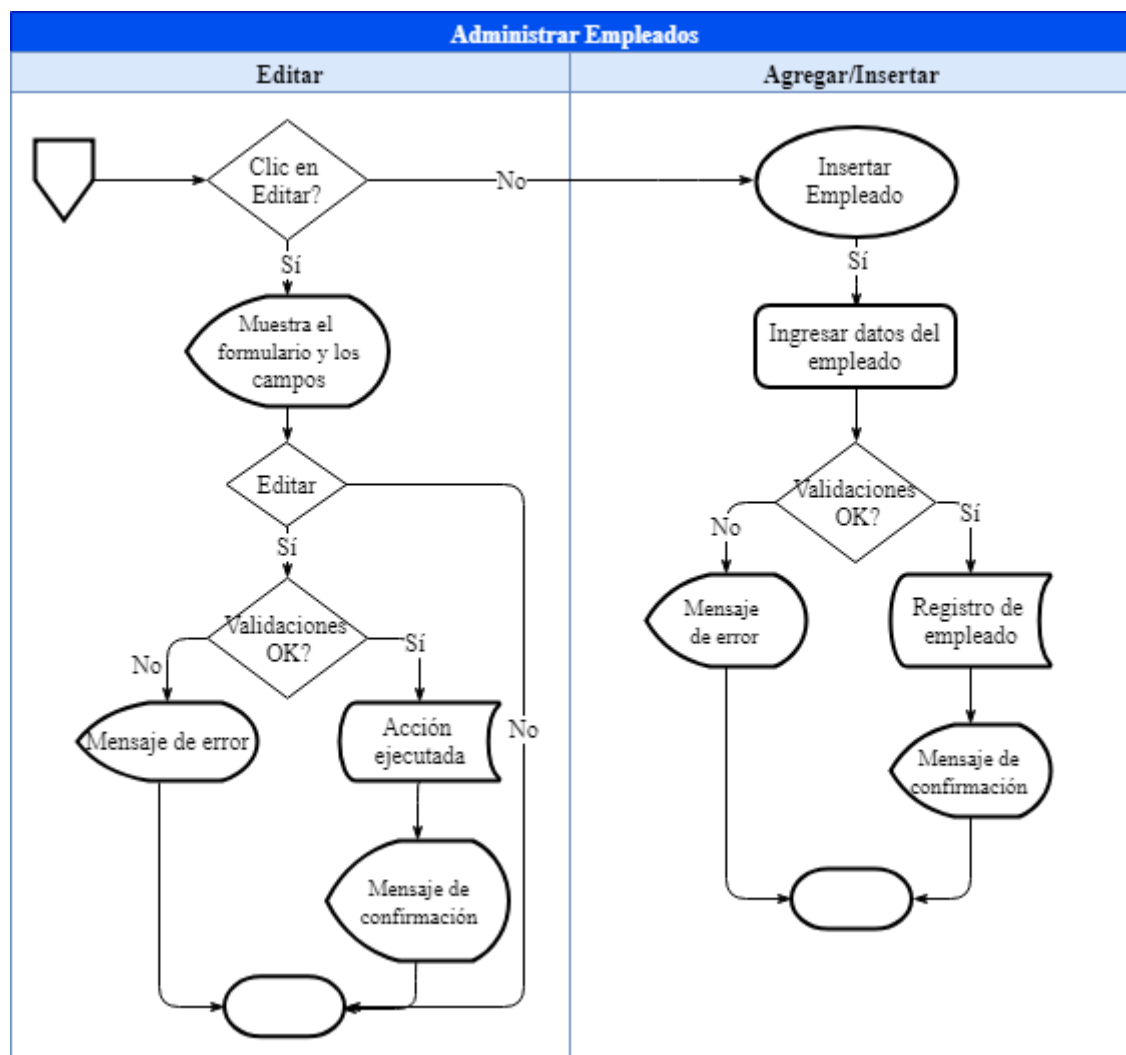 Administrar Empleados
Editar
Agregar/Insertar
Clic en
Editar?
No
Insertar
Empleado
Sí
Sí
Muestra el
formulario y los
campos
Ingresar datos del
empleado
Editar
Validaciones
OK?
No
Sí
Sí
Mensaje
de error
Registro de
empleado
Validaciones
OK?
No
Sí
Mensaje de error
Acción
ejecutada
No
Mensaje de
confirmación
Mensaje de
confirmación